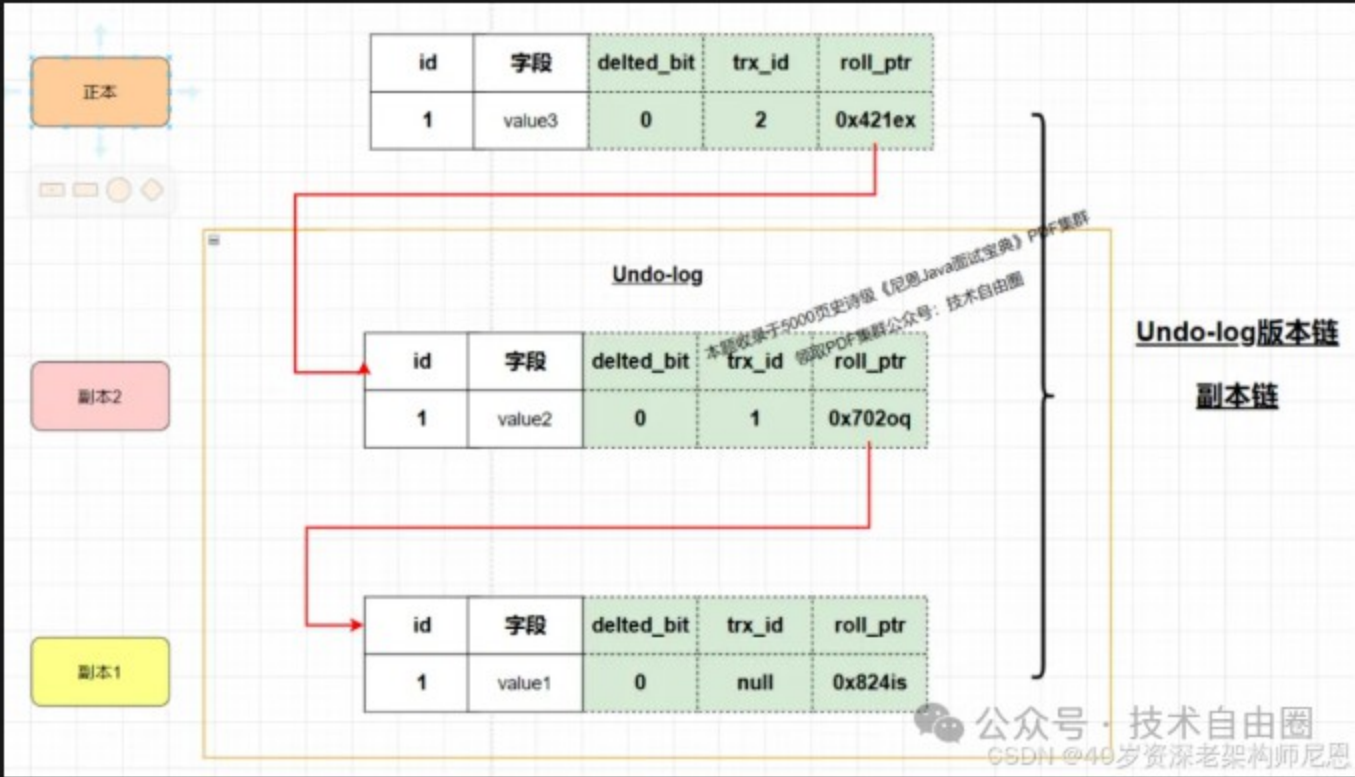 正本
id 字段 delted_bit trx_id roll_ptr
1 value3 0 2 0x421ex
Undo-log
本题收录于5000页史诗级《尼恩Java面试宝典》PDF集群
领取PDF集群公众号：技术自由圈
副本2
id 字段 delted_bit trx_id roll_ptr
1 value2 0 1 0x702oq
Undo-log版本链
副本链
副本1
id 字段 delted_bit trx_id roll_ptr
1 value1 0 null 0x824is
公众号 · 技术自由圈
CSDN @40岁资深老架构师尼恩